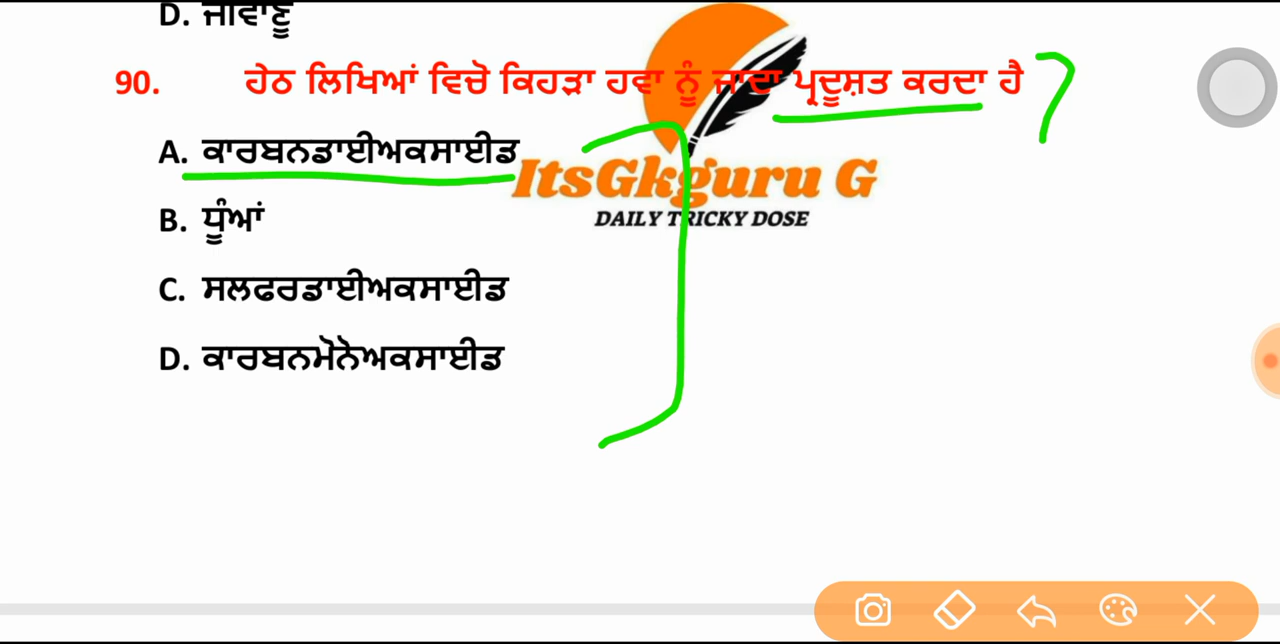 D. ਜੀਵਾਣੂ
90. ਹੇਠ ਲਿਖਿਆਂ ਵਿਚੋ ਕਿਹੜਾ ਹਵਾ ਨੂੰ ਜਾਦਾ ਪ੍ਰਦੂਸ਼ਤ ਕਰਦਾ ਹੈ ?
A. ਕਾਰਬਨਡਾਈਅਕਸਾਈਡ
ItsGkguru G
B. ਧੂੰਆਂ
DAILY TRICKY DOSE
C. ਸਲਫਰਡਾਈਅਕਸਾਈਡ
D. ਕਾਰਬਨਮੋਨੋਅਕਸਾਈਡ